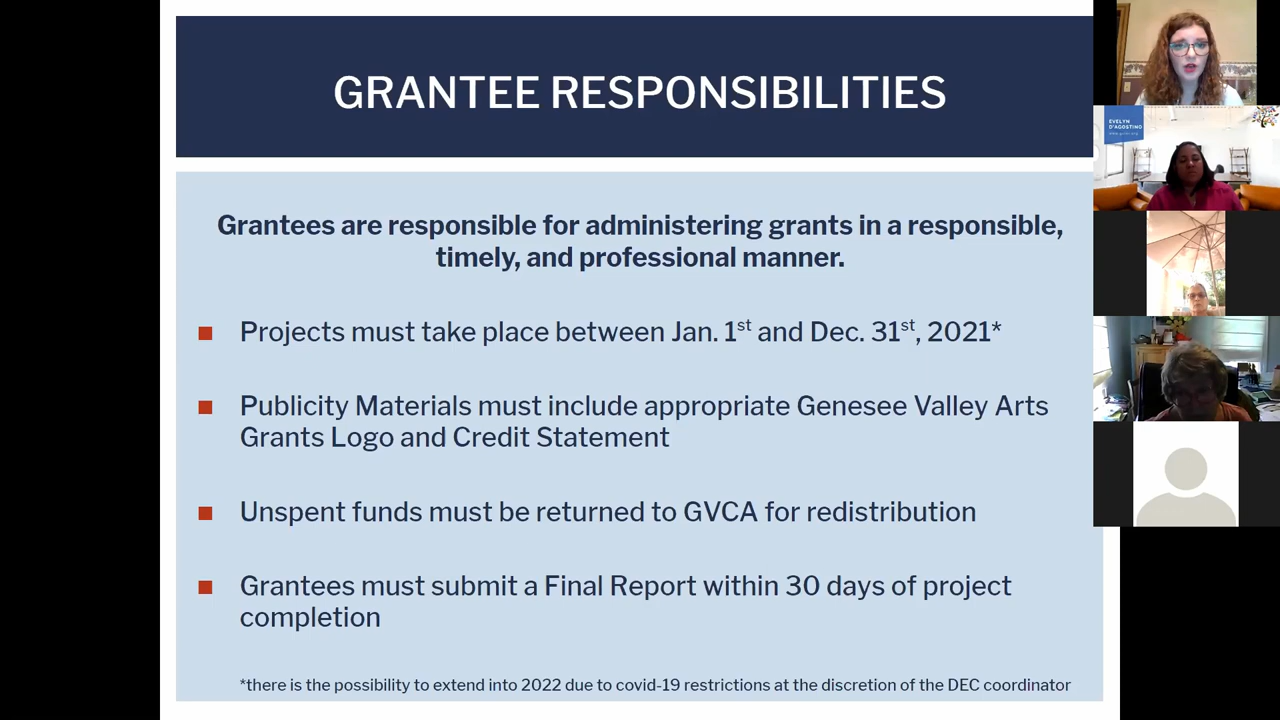 GRANTEE RESPONSIBILITIES
Grantees are responsible for administering grants in a responsible,
timely, and professional manner.
Projects must take place between Jan. 1st and Dec. 31st, 2021*
Publicity Materials must include appropriate Genesee Valley Arts
Grants Logo and Credit Statement
Unspent funds must be returned to GVCA for redistribution
Grantees must submit a Final Report within 30 days of project
completion
*there is the possibility to extend into 2022 due to covid-19 restrictions at the discretion of the DEC coordinator
EVELYN
D'AGOSTINO